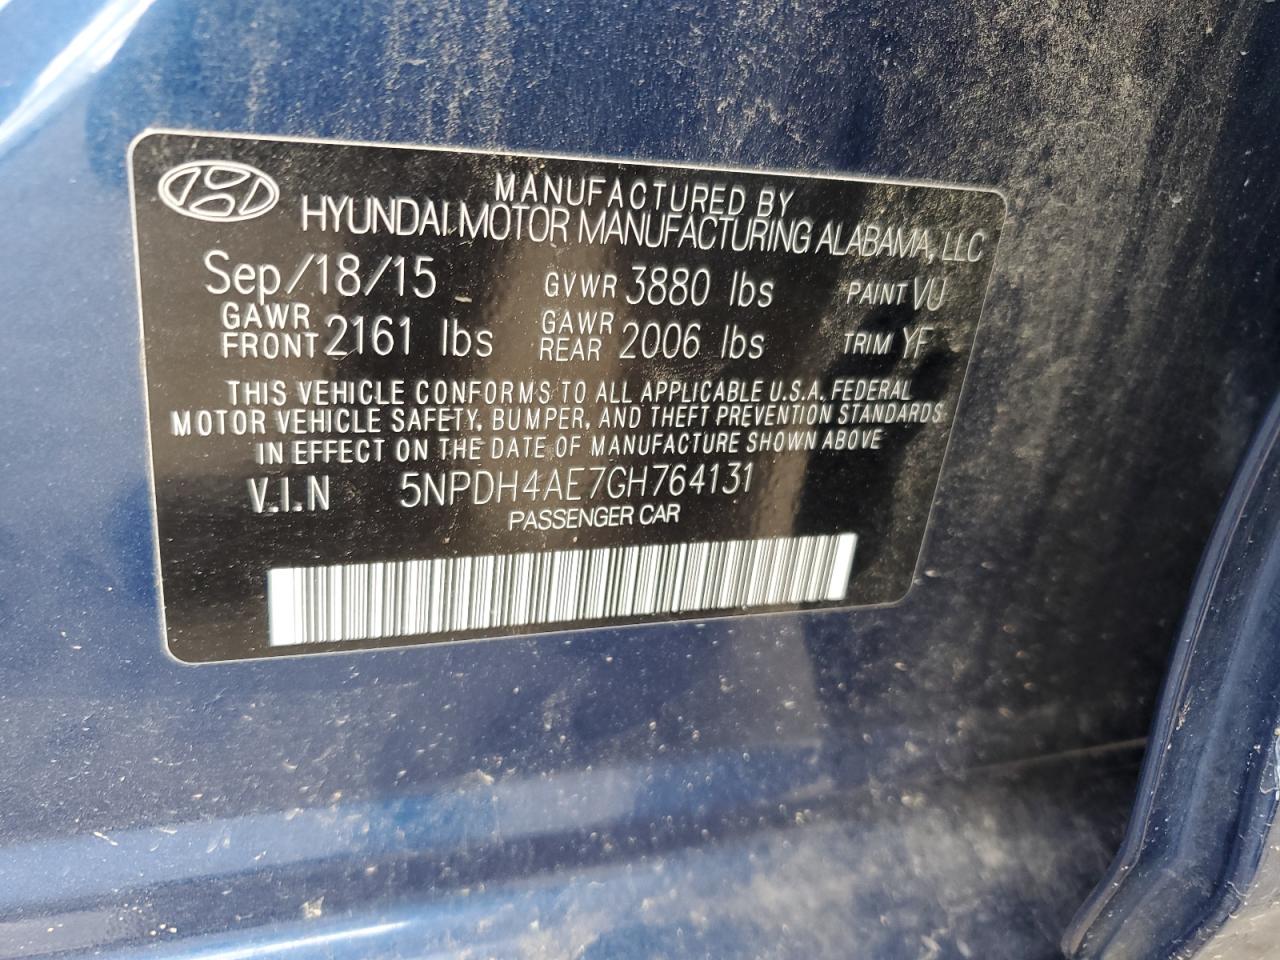 MANUFACTURED BY
HYUNDAI MOTOR MANUFACTURING ALABAMA, LLC
Sep/18/15 GVWR 3880 lbs PAINT VU
GAWR FRONT 2161 lbs GAWR REAR 2006 lbs TRIM YF
THIS VEHICLE CONFORMS TO ALL APPLICABLE U.S.A. FEDERAL
MOTOR VEHICLE SAFETY, BUMPER, AND THEFT PREVENTION STANDARDS
IN EFFECT ON THE DATE OF MANUFACTURE SHOWN ABOVE
V.I.N 5NPDH4AE7GH764131
PASSENGER CAR